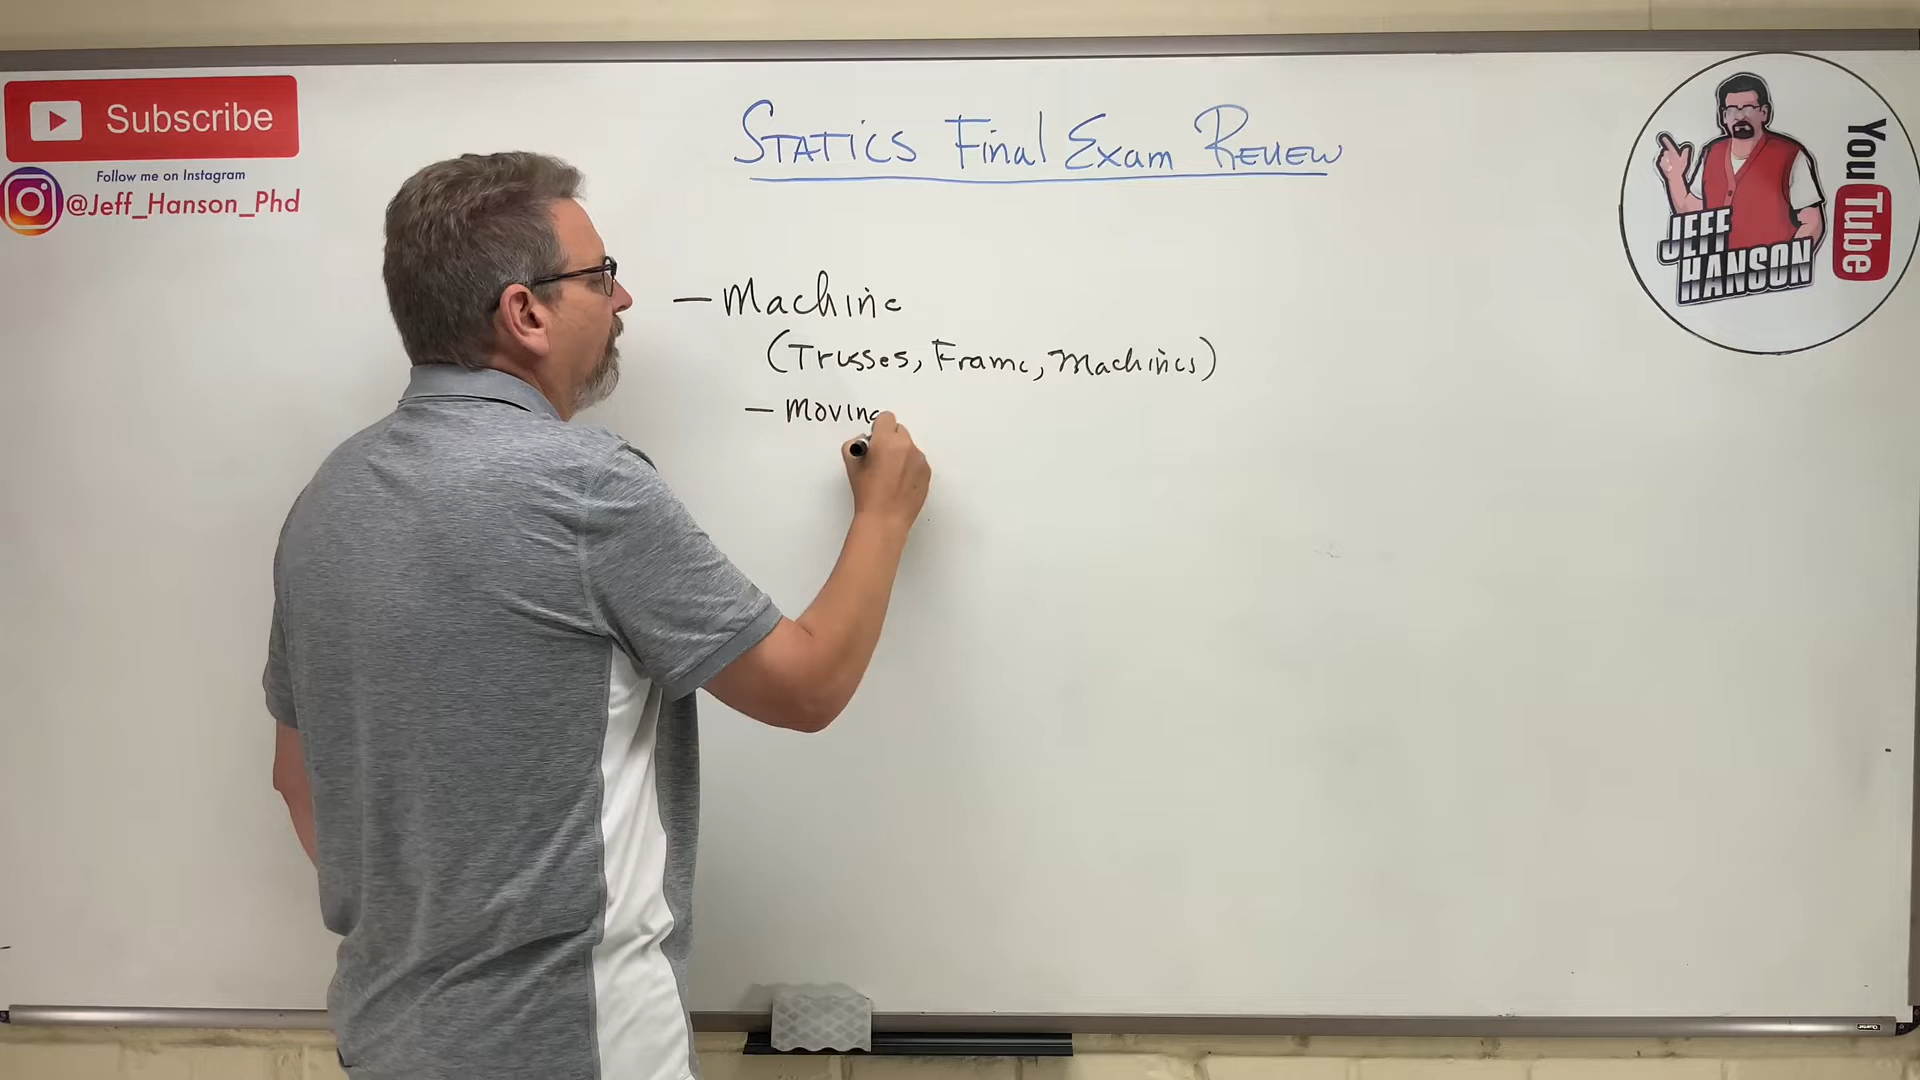 Subscribe
Follow me on Instagram
@Jeff_Hanson_Phd
STATICS Final Exam REVIEW
— Machine
(Trusses, Frame, Machines)
— Moving
JEFF
HANSON
YouTube